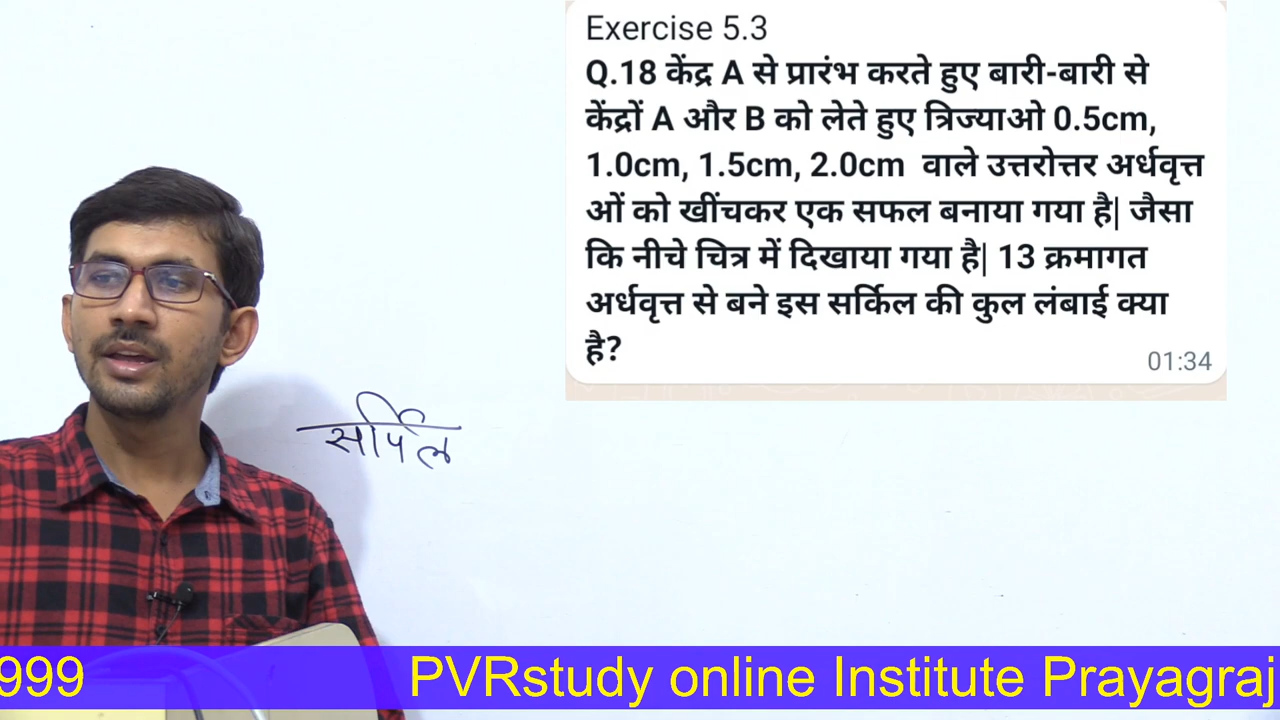 Exercise 5.3
Q.18 केंद्र A से प्रारंभ करते हुए बारी-बारी से
केंद्रों A और B को लेते हुए त्रिज्याओ 0.5cm,
1.0cm, 1.5cm, 2.0cm वाले उत्तरोत्तर अर्धवृत्त
ओं को खींचकर एक सफल बनाया गया है| जैसा
कि नीचे चित्र में दिखाया गया है| 13 क्रमागत
अर्धवृत्त से बने इस सर्किल की कुल लंबाई क्या
है?
01:34
सर्पिल
999 PVRstudy online Institute Prayagraj